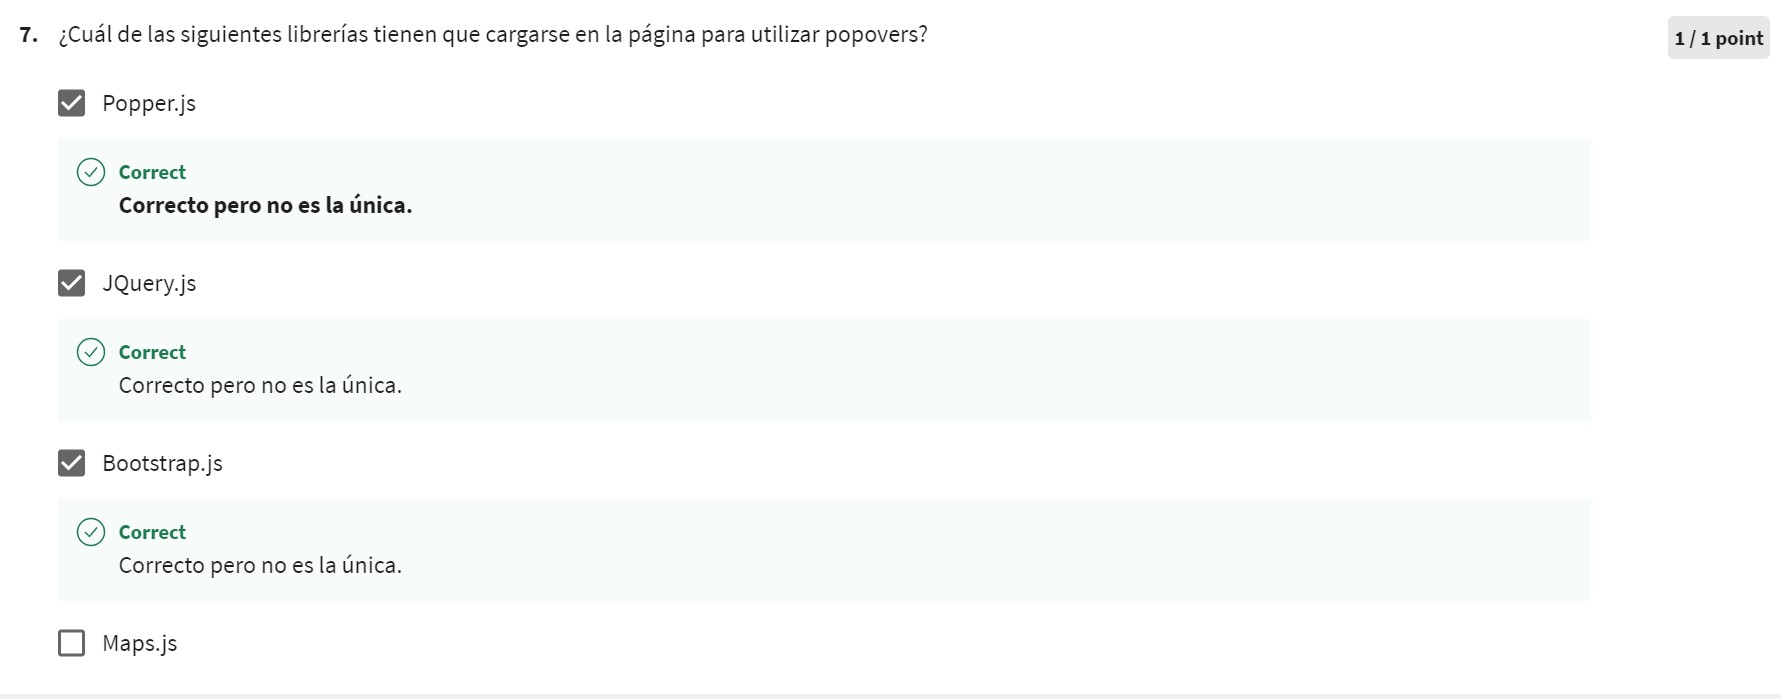 7. ¿Cuál de las siguientes librerías tienen que cargarse en la página para utilizar popovers?
1 / 1 point
Popper.js
Correct
Correcto pero no es la única.
JQuery.js
Correct
Correcto pero no es la única.
Bootstrap.js
Correct
Correcto pero no es la única.
Maps.js